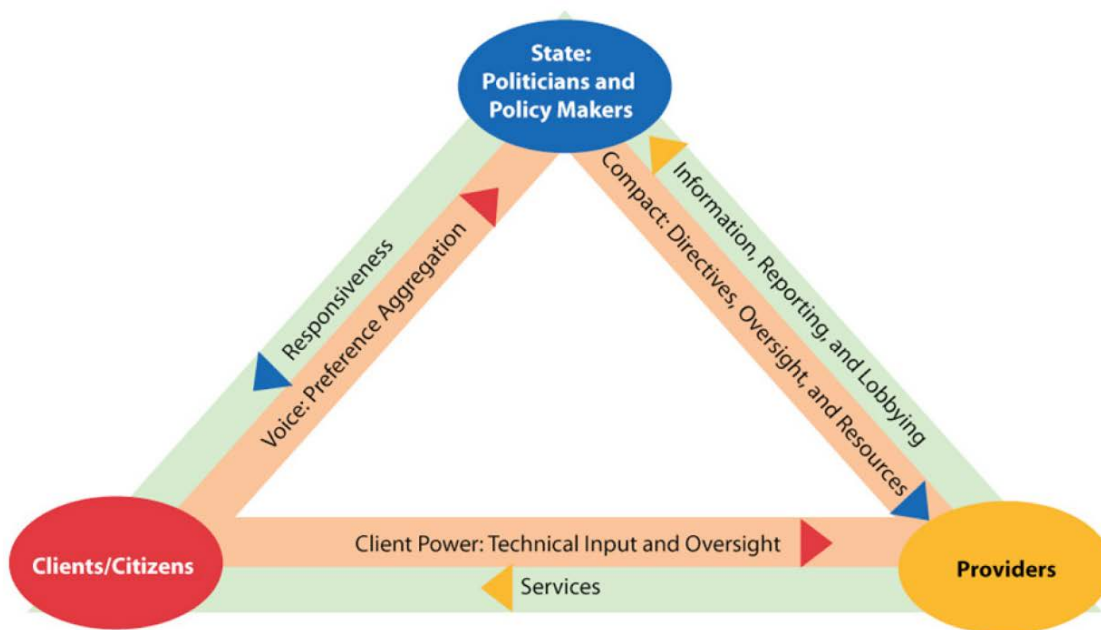 State:
Politicians and
Policy Makers
Responsiveness
Voice: Preference Aggregation
Compact: Directives, Oversight, and Resources
Information, Reporting, and Lobbying
Clients/Citizens
Client Power: Technical Input and Oversight
Services
Providers